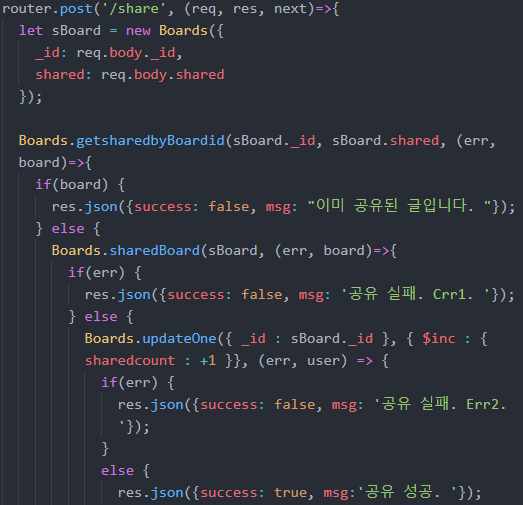 router.post('/share', (req, res, next)=>{
let sBoard = new Boards({
_id: req.body._id,
shared: req.body.shared
});
Boards.getsharedbyBoardid(sBoard._id, sBoard.shared, (err,
board)=>{
if(board) {
res.json({success: false, msg: "이미 공유된 글입니다. "});
} else {
Boards.sharedBoard(sBoard, (err, board)=>{
if(err) {
res.json({success: false, msg: '공유 실패. Crr1. '});
} else {
Boards.updateOne({ _id : sBoard._id }, { $inc : {
sharedcount : +1 }}, (err, user) => {
if(err) {
res.json({success: false, msg: '공유 실패. Err2.
'});
}
else {
res.json({success: true, msg:'공유 성공. '});